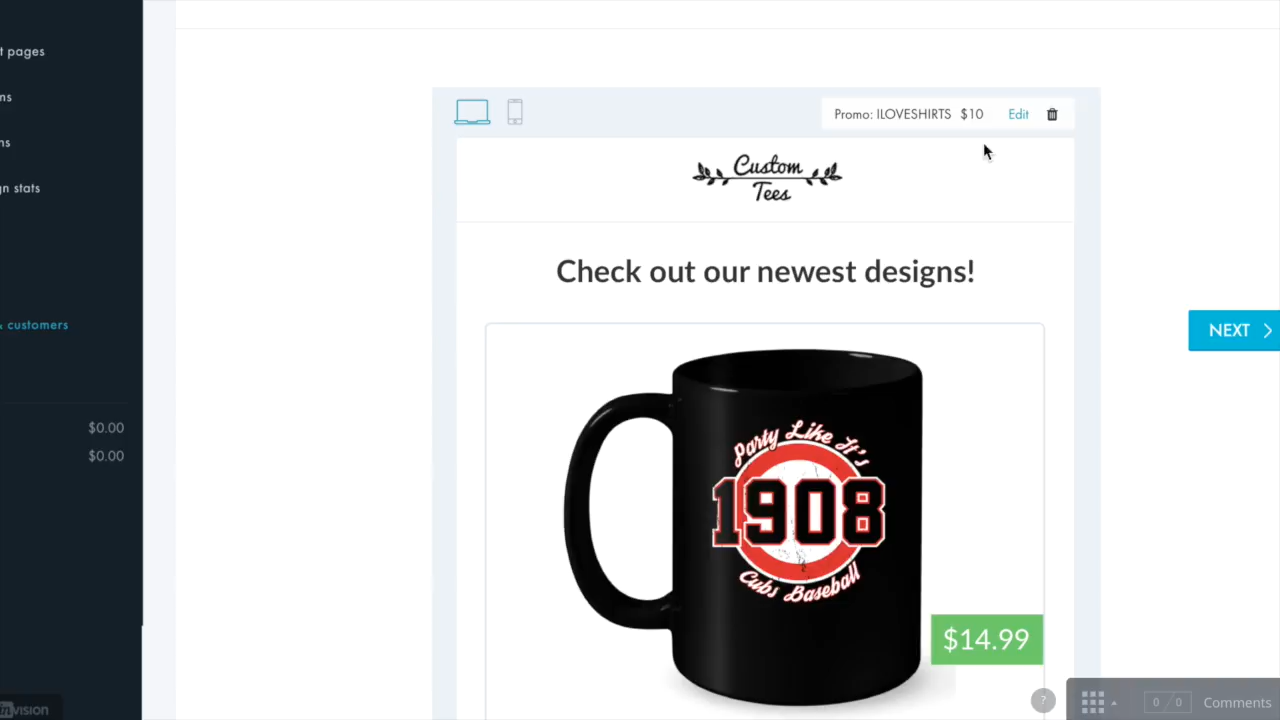 t pages
ns
ns
gn stats
& customers
$0.00
$0.00
invision
Promo: ILOVESHIRTS $10 Edit
Custom
Tees
Check out our newest designs!
Party Like It's
1908
Cubs Baseball
$14.99
NEXT
?
0 / 0 Comments